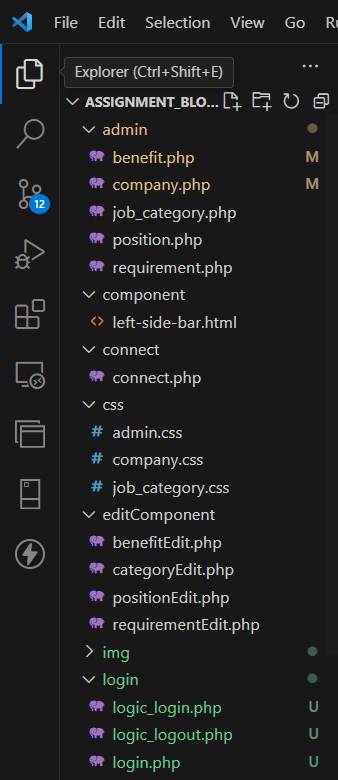 File Edit Selection View Go Ru
Explorer (Ctrl+Shift+E)
ASSIGNMENT_BLO...
admin
benefit.php M
company.php M
job_category.php
position.php
requirement.php
component
left-side-bar.html
connect
connect.php
css
admin.css
company.css
job_category.css
editComponent
benefitEdit.php
categoryEdit.php
positionEdit.php
requirementEdit.php
img
login
logic_login.php U
logic_logout.php U
login.php U
12